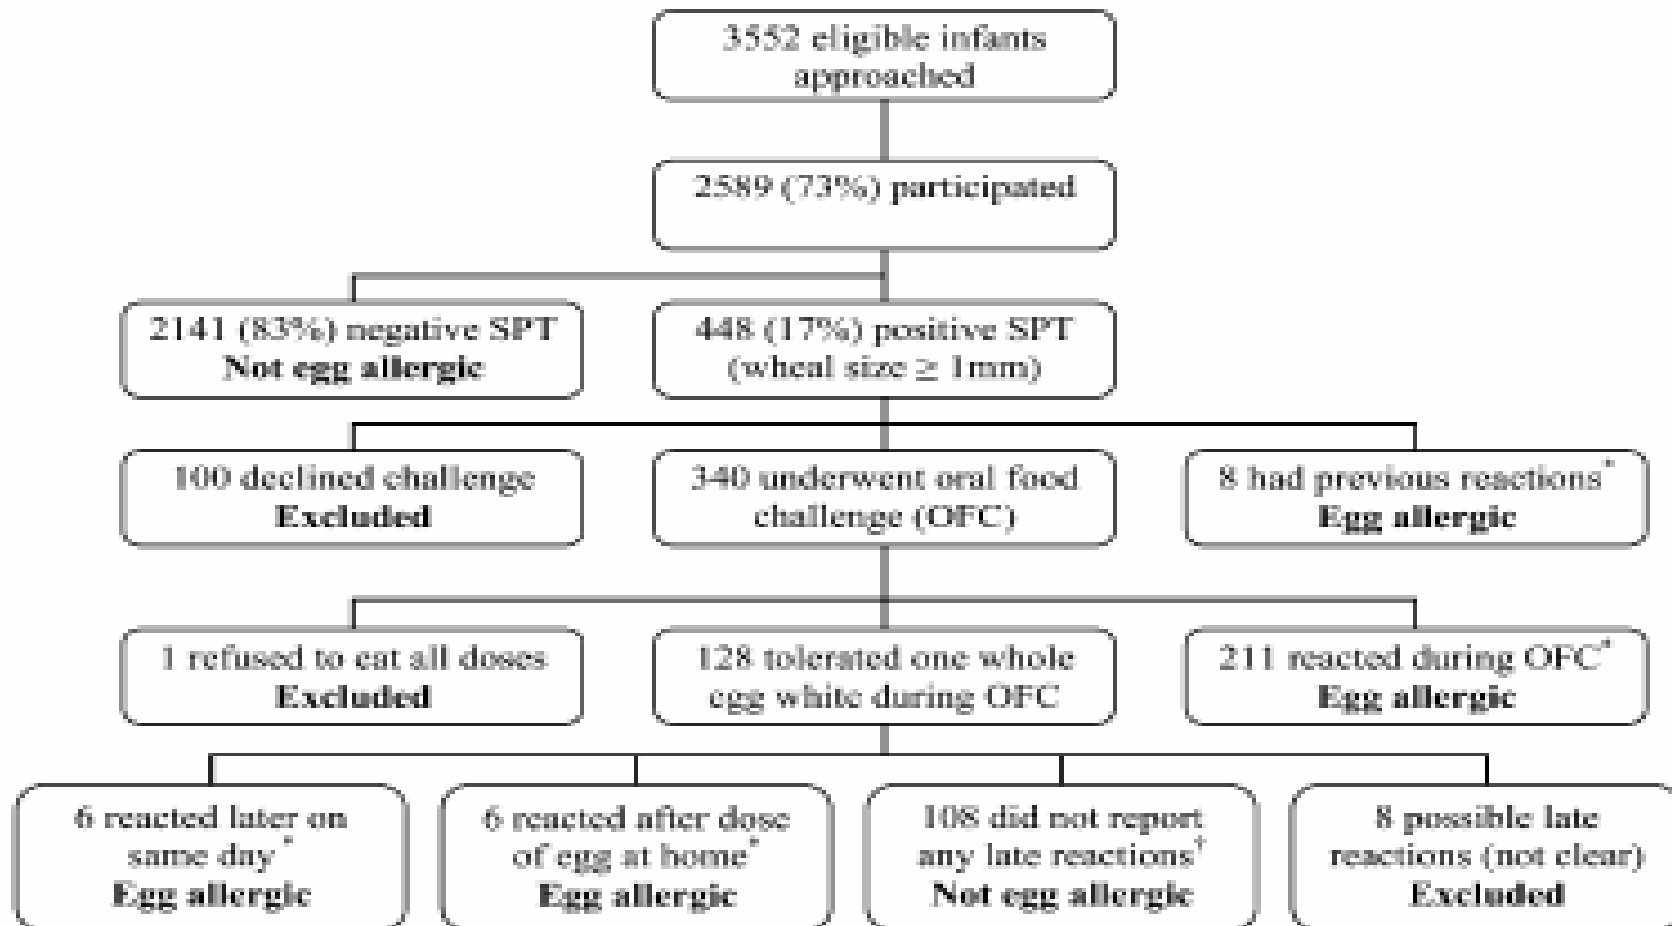 3552 eligible infants
approached
2589 (73%) participated
2141 (83%) negative SPT
Not egg allergic
448 (17%) positive SPT
(wheal size ≥ 1mm)
100 declined challenge
Excluded
340 underwent oral food
challenge (OFC)
8 had previous reactions*
Egg allergic
1 refused to eat all doses
Excluded
128 tolerated one whole
egg white during OFC
211 reacted during OFC*
Egg allergic
6 reacted later on
same day*
Egg allergic
6 reacted after dose
of egg at home*
Egg allergic
108 did not report
any late reactions†
Not egg allergic
8 possible late
reactions (not clear)
Excluded